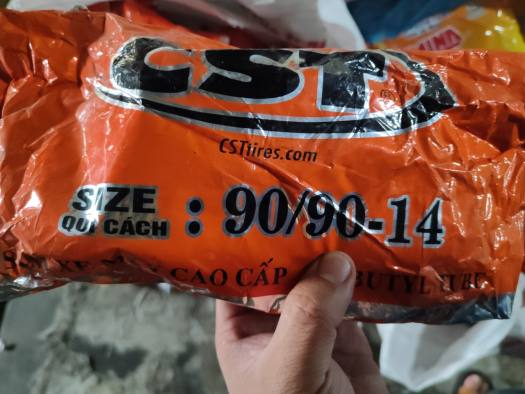 CST
CSTtires.com
SIZE
QUI CÁCH : 90/90-14
CAO CẤP BUTYL TUBE